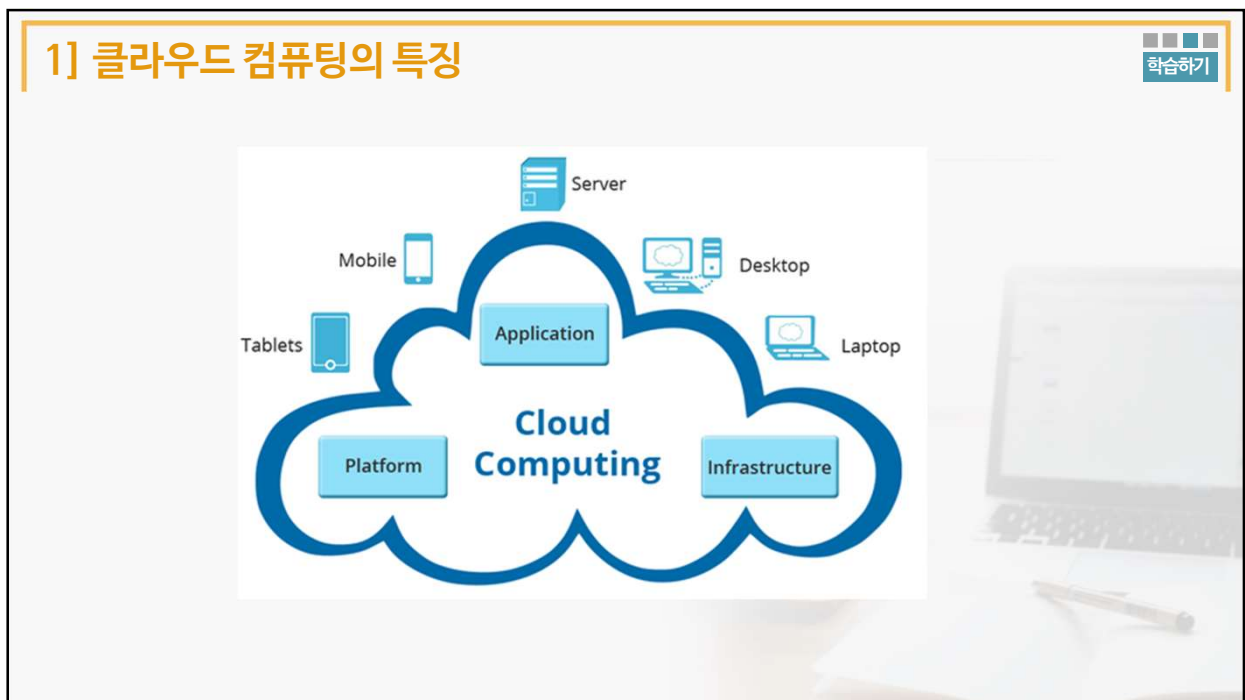 1] 클라우드 컴퓨팅의 특징
학습하기
Server
Mobile
Desktop
Tablets
Application
Laptop
Cloud
Computing
Platform
Infrastructure